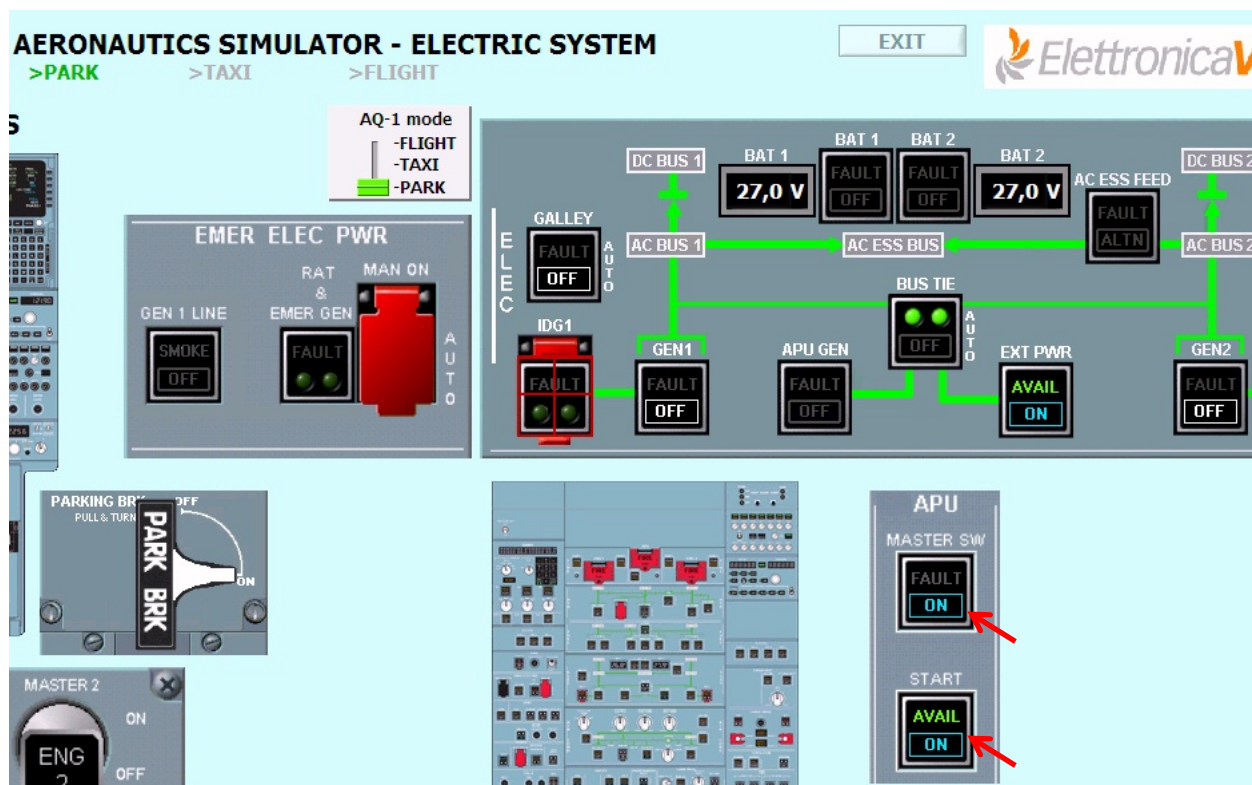 AERONAUTICS SIMULATOR - ELECTRIC SYSTEM
EXIT
ElettronicaV
>PARK >TAXI >FLIGHT
S
AQ-1 mode
-FLIGHT
-TAXI
-PARK
EMER ELEC PWR
GEN 1 LINE
SMOKE
OFF
RAT
&
EMER GEN
FAULT
MAN ON
AUTO
ELEC
GALLEY
FAULT
OFF
AUTO
IDG1
FAULT
DC BUS 1
BAT 1
27,0 V
BAT 1
FAULT
OFF
BAT 2
FAULT
OFF
BAT 2
27,0 V
AC ESS FEED
FAULT
ALTN
DC BUS 2
AC BUS 1
AC ESS BUS
AC BUS 2
BUS TIE
OFF
AUTO
GEN1
FAULT
OFF
APU GEN
FAULT
OFF
EXT PWR
AVAIL
ON
GEN2
FAULT
OFF
PARKING BRK
PULL & TURN
OFF
ON
PARK BRK
MASTER 2
ON
OFF
ENG
2
APU
MASTER SW
FAULT
ON
START
AVAIL
ON